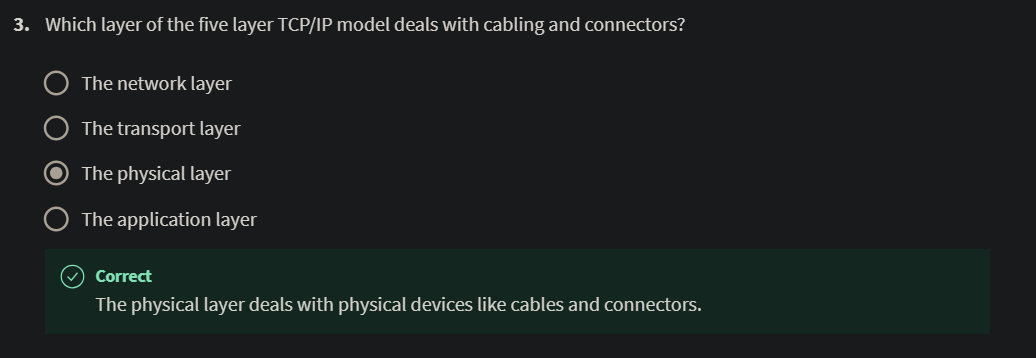 3. Which layer of the five layer TCP/IP model deals with cabling and connectors?
The network layer
The transport layer
The physical layer
The application layer
Correct
The physical layer deals with physical devices like cables and connectors.